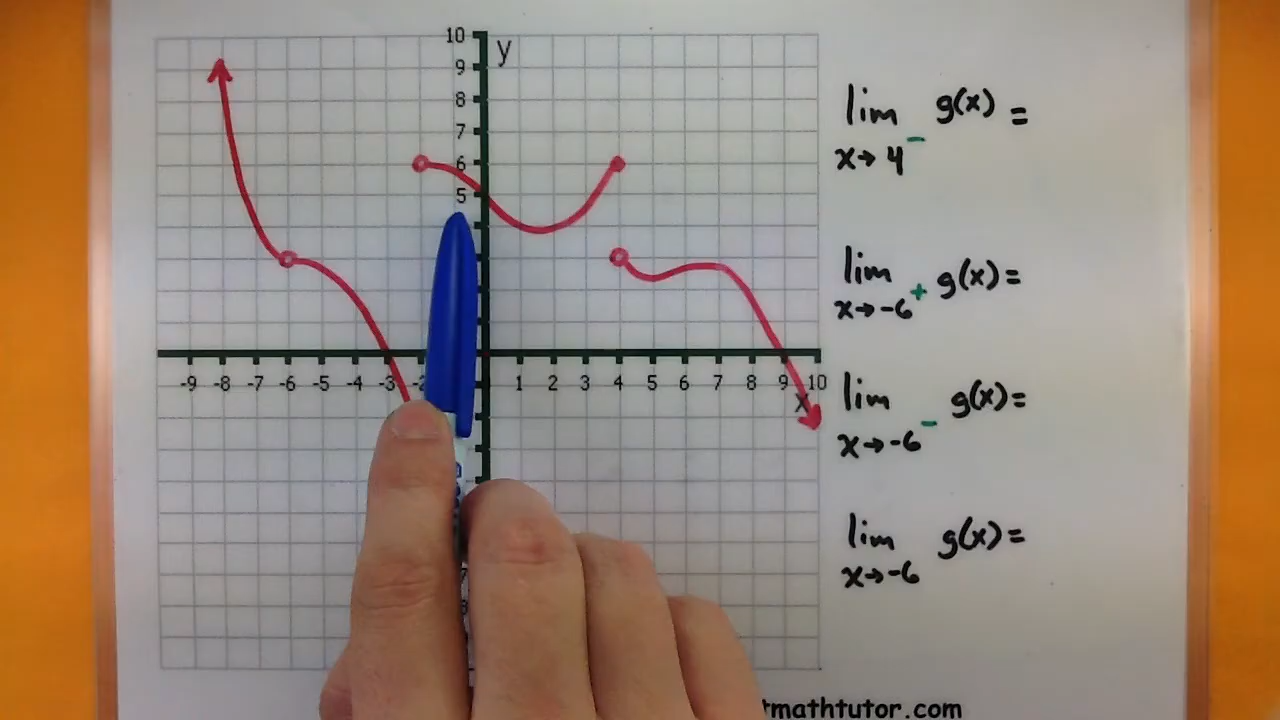 10
y
9
8
7
6
5
-9 -8 -7 -6 -5 -4 -3 -2 1 2 3 4 5 6 7 8 9 10
x
lim g(x) =
x→4⁻
lim g(x) =
x→-6⁺
lim g(x) =
x→-6⁻
lim g(x) =
x→-6
tmathtutor.com